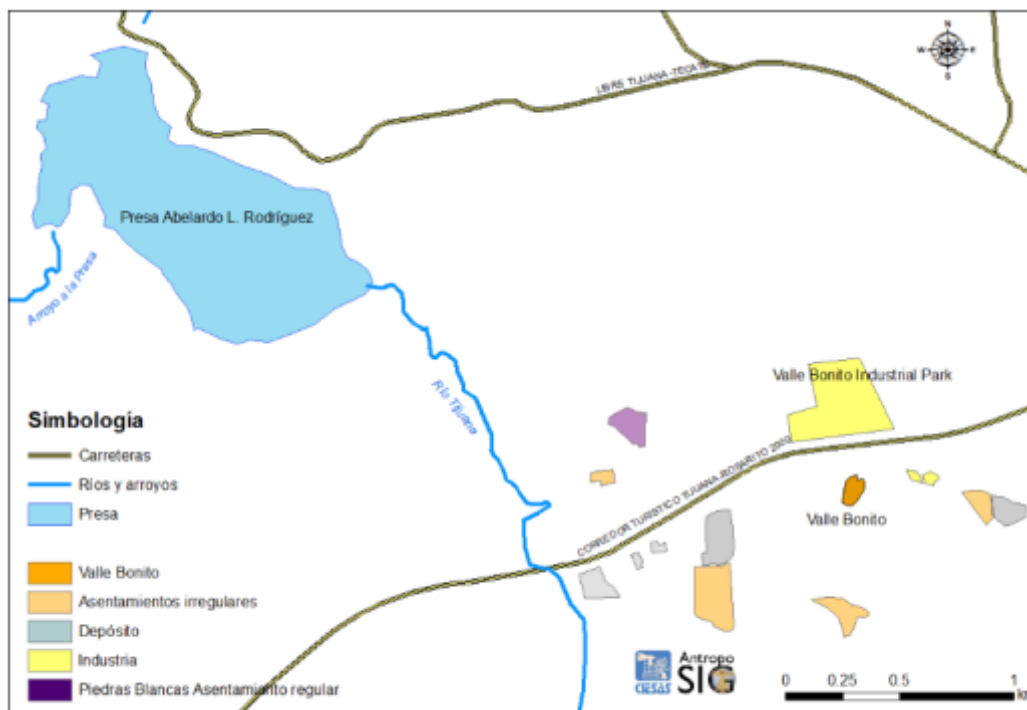 N
W
E
S
LIBRE TIJUANA-TECATE
Presa Abelardo L. Rodríguez
Arroyo a la Presa
Río Tijuana
Valle Bonito Industrial Park
CORREDOR TURISTICO TIJUANA-ROSARITO 2000
Valle Bonito
Simbología
Carreteras
Ríos y arroyos
Presa
Valle Bonito
Asentamientos irregulares
Depósito
Industria
Piedras Blancas Asentamiento regular
CIESAS
Antropo
SIG
0 0.25 0.5 1